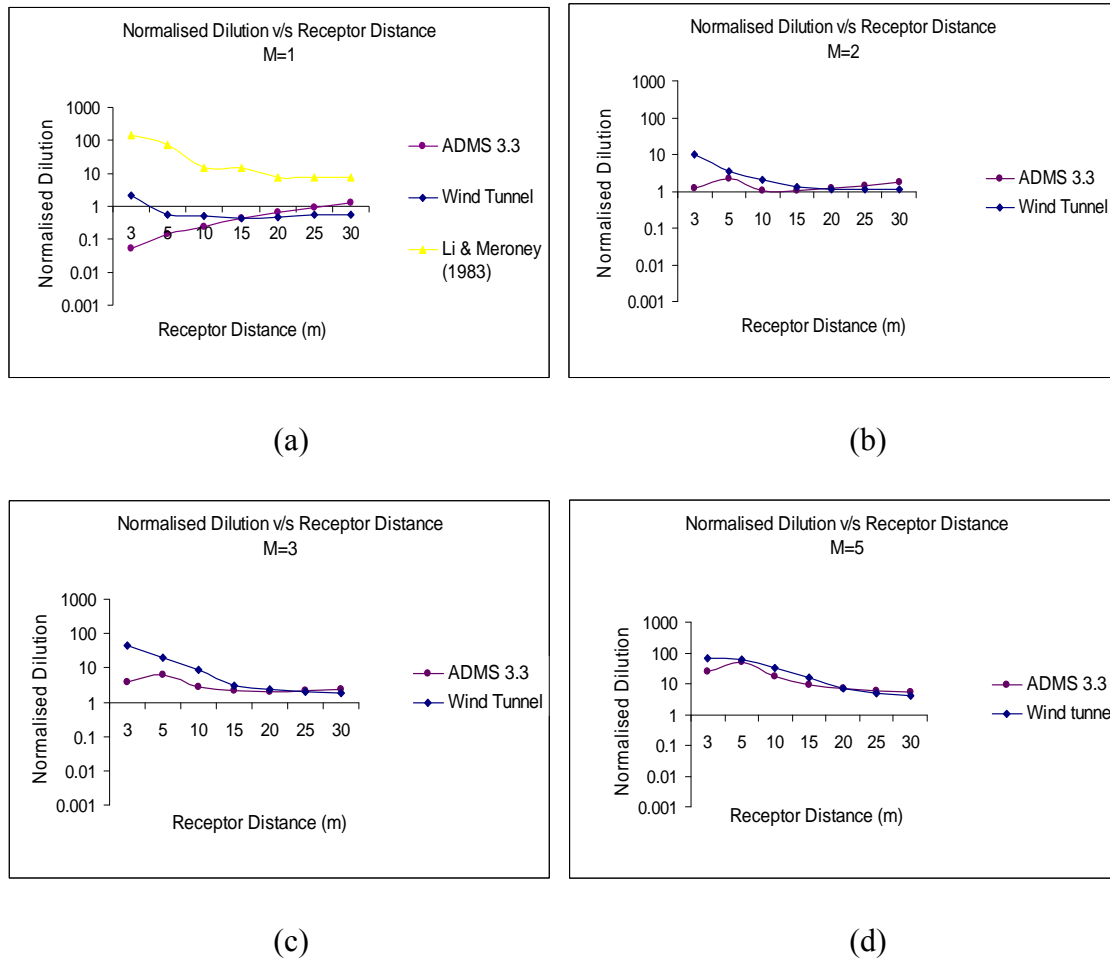 Normalised Dilution v/s Receptor Distance
M=1
Normalised Dilution
1000
100
10
1
0.1
0.01
0.001
3 5 10 15 20 25 30
Receptor Distance (m)
ADMS 3.3
Wind Tunnel
Li & Meroney
(1983)
(a)
Normalised Dilution v/s Receptor Distance
M=2
Normalised Dilution
1000
100
10
1
0.1
0.01
0.001
3 5 10 15 20 25 30
Receptor Distance (m)
ADMS 3.3
Wind Tunnel
(b)
Normalised Dilution v/s Receptor Distance
M=3
Normalised Dilution
1000
100
10
1
0.1
0.01
0.001
3 5 10 15 20 25 30
Receptor Distance (m)
ADMS 3.3
Wind Tunnel
(c)
Normalised Dilution v/s Receptor Distance
M=5
Normalised Dilution
1000
100
10
1
0.1
0.01
0.001
3 5 10 15 20 25 30
Receptor Distance (m)
ADMS 3.3
Wind tunnel
(d)